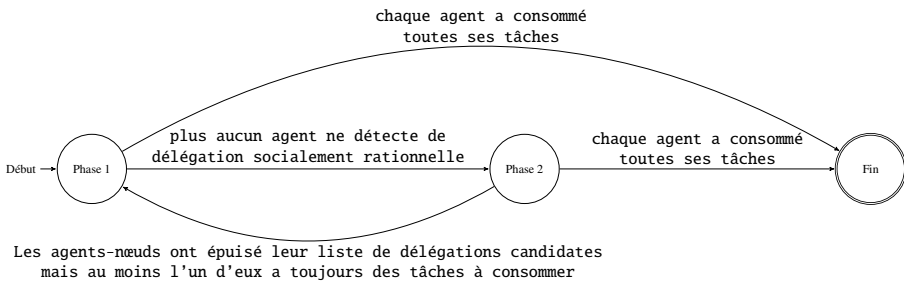 chaque agent a consommé
toutes ses tâches
plus aucun agent ne détecte de
délégation socialement rationnelle
chaque agent a consommé
toutes ses tâches
Début
Phase 1
Phase 2
Fin
Les agents-nœuds ont épuisé leur liste de délégations candidates
mais au moins l'un d'eux a toujours des tâches à consommer